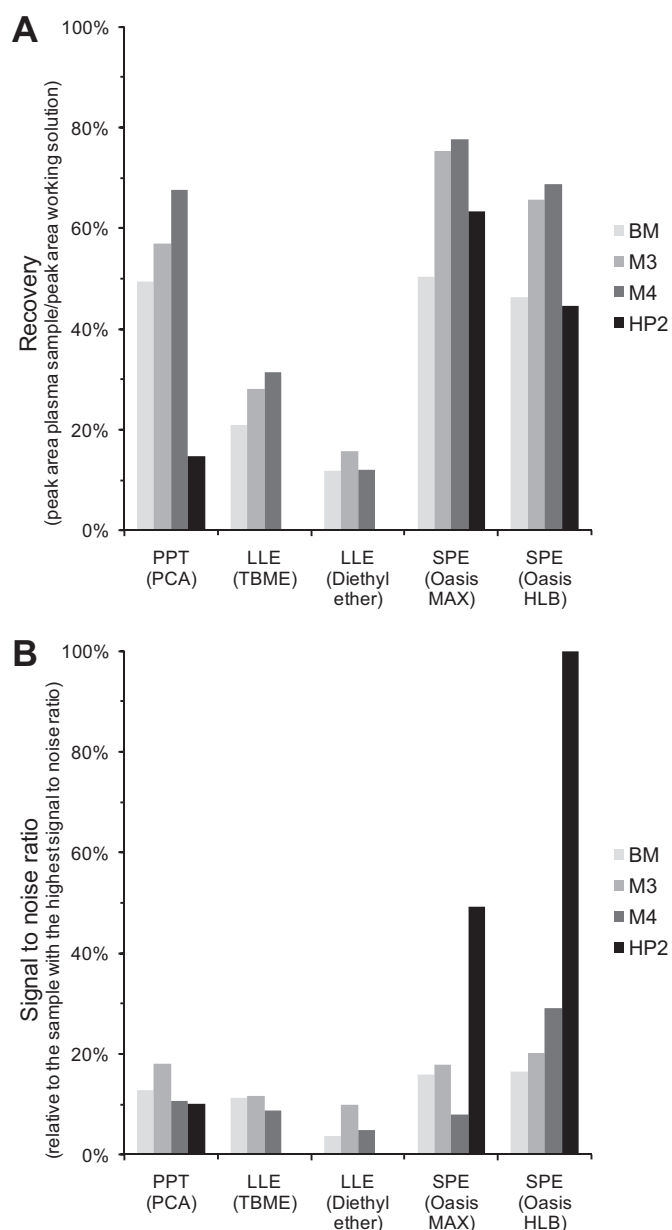 A
Recovery
(peak area plasma sample/peak area working solution)
100%
80%
60%
40%
20%
0%
PPT
(PCA)
LLE
(TBME)
LLE
(Diethyl
ether)
SPE
(Oasis
MAX)
SPE
(Oasis
HLB)
BM
M3
M4
HP2
B
Signal to noise ratio
(relative to the sample with the highest signal to noise ratio)
100%
80%
60%
40%
20%
0%
PPT
(PCA)
LLE
(TBME)
LLE
(Diethyl
ether)
SPE
(Oasis
MAX)
SPE
(Oasis
HLB)
BM
M3
M4
HP2